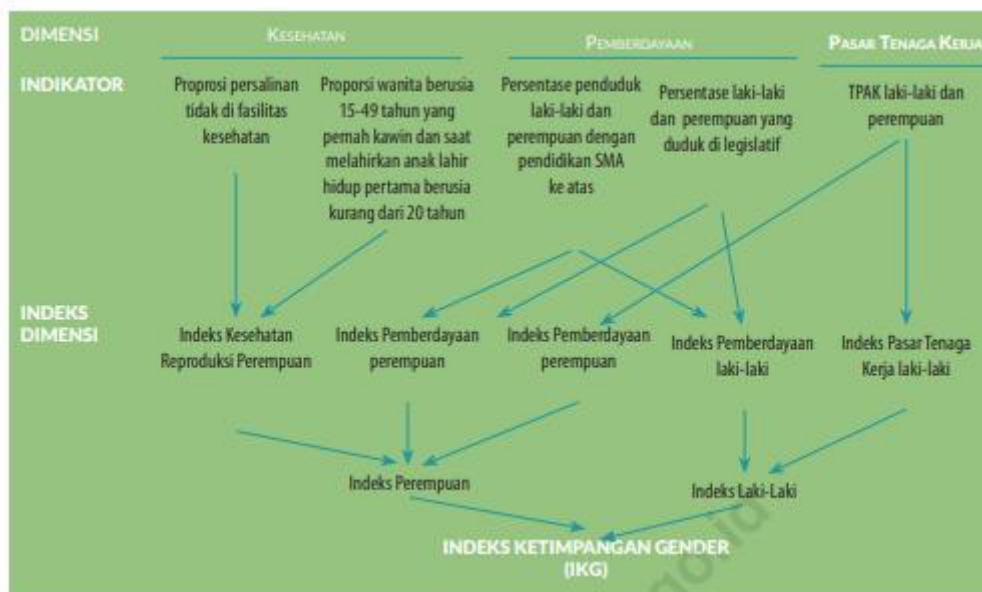 DIMENSI
KESEHATAN
PEMBERDAYAAN
PASAR TENAGA KERJA
INDIKATOR
Proprosi persalinan
tidak di fasilitas
kesehatan
Proporsi wanita berusia
15-49 tahun yang
pernah kawin dan saat
melahirkan anak lahir
hidup pertama berusia
kurang dari 20 tahun
Persentase penduduk
laki-laki dan
perempuan dengan
pendidikan SMA
ke atas
Persentase laki-laki
dan perempuan yang
duduk di legislatif
TPAK laki-laki dan
perempuan
INDEKS
DIMENSI
Indeks Kesehatan
Reproduksi Perempuan
Indeks Pemberdayaan
perempuan
Indeks Pemberdayaan
perempuan
Indeks Pemberdayaan
laki-laki
Indeks Pasar Tenaga
Kerja laki-laki
Indeks Perempuan
Indeks Laki-Laki
INDEKS KETIMPANGAN GENDER
(IKG)
go.id